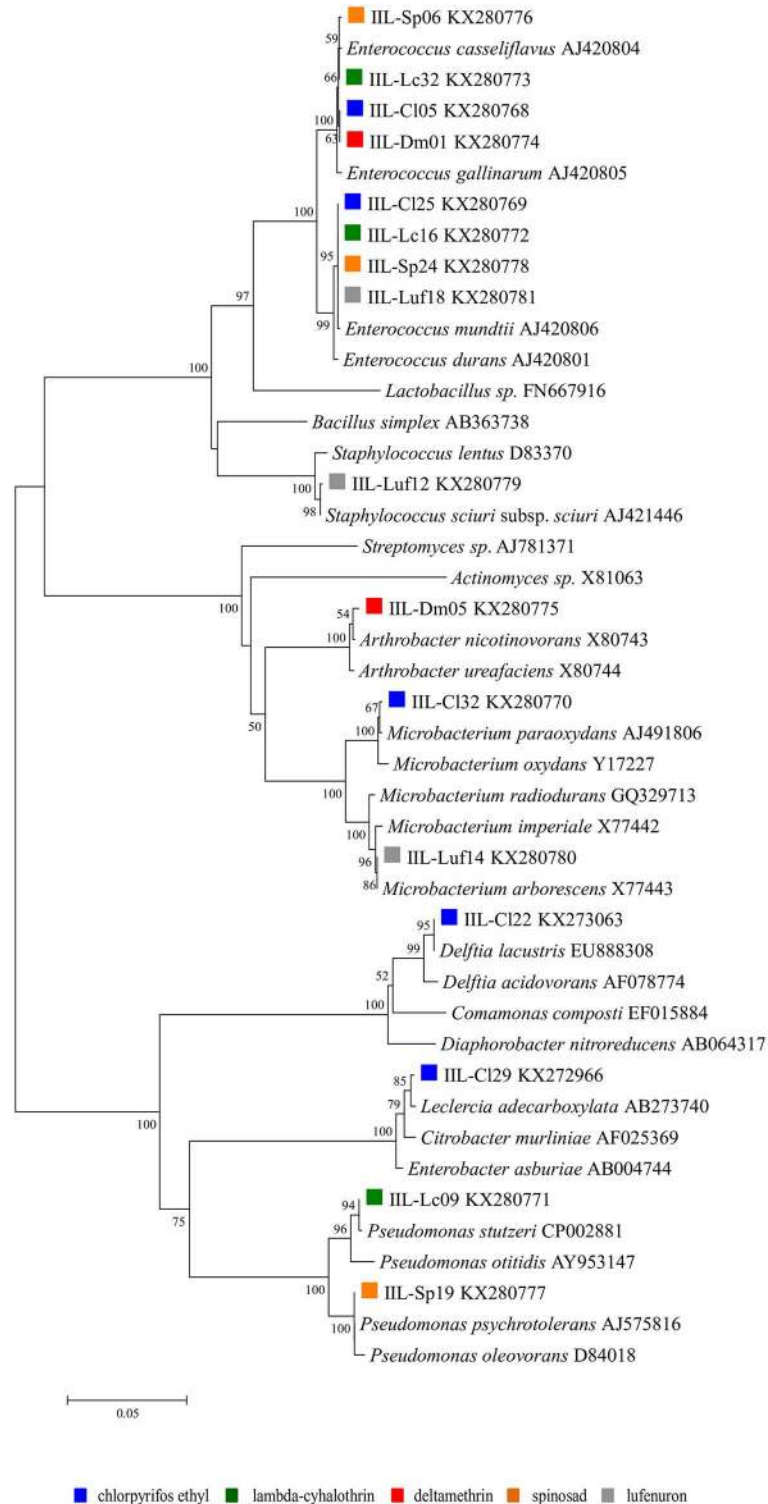 IIL-Sp06 KX280776
59
Enterococcus casseliflavus AJ420804
66
IIL-Lc32 KX280773
IIL-Cl05 KX280768
100
63
IIL-Dm01 KX280774
Enterococcus gallinarum AJ420805
IIL-Cl25 KX280769
100
IIL-Lc16 KX280772
95
IIL-Sp24 KX280778
97
IIL-Luf18 KX280781
99
Enterococcus mundtii AJ420806
Enterococcus durans AJ420801
100
Lactobacillus sp. FN667916
Bacillus simplex AB363738
Staphylococcus lentus D83370
100
IIL-Luf12 KX280779
98
Staphylococcus sciuri subsp. sciuri AJ421446
Streptomyces sp. AJ781371
Actinomyces sp. X81063
100
54
IIL-Dm05 KX280775
100
Arthrobacter nicotinovorans X80743
Arthrobacter ureafaciens X80744
IIL-Cl32 KX280770
67
50
100
Microbacterium paraoxydans AJ491806
Microbacterium oxydans Y17227
100
Microbacterium radiodurans GQ329713
100
Microbacterium imperiale X77442
96
IIL-Luf14 KX280780
86
Microbacterium arborescens X77443
IIL-Cl22 KX273063
95
99
Delftia lacustris EU888308
52
Delftia acidovorans AF078774
100
Comamonas composti EF015884
Diaphorobacter nitroreducens AB064317
IIL-Cl29 KX272966
85
79
Leclercia adecarboxylata AB273740
100
100
Citrobacter murliniae AF025369
Enterobacter asburiae AB004744
IIL-Lc09 KX280771
94
75
96
Pseudomonas stutzeri CP002881
Pseudomonas otitidis AY953147
100
IIL-Sp19 KX280777
100
Pseudomonas psychrotolerans AJ575816
Pseudomonas oleovorans D84018
0.05
chlorpyrifos ethyl lambda-cyhalothrin deltamethrin spinosad lufenuron